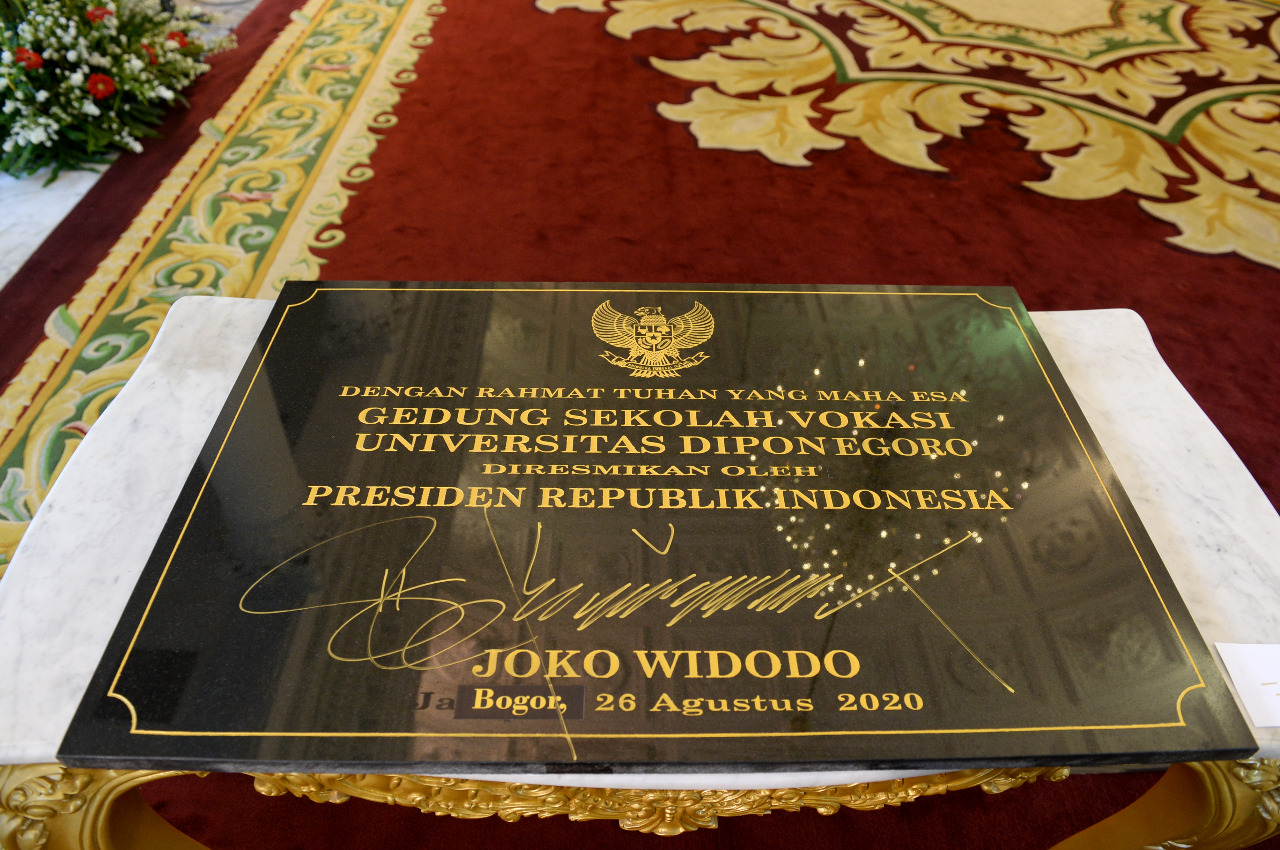 DENGAN RAHMAT TUHAN YANG MAHA ESA
GEDUNG SEKOLAH VOKASI
UNIVERSITAS DIPONEGORO
DIRESMIKAN OLEH
PRESIDEN REPUBLIK INDONESIA
JOKO WIDODO
Ja Bogor, 26 Agustus 2020